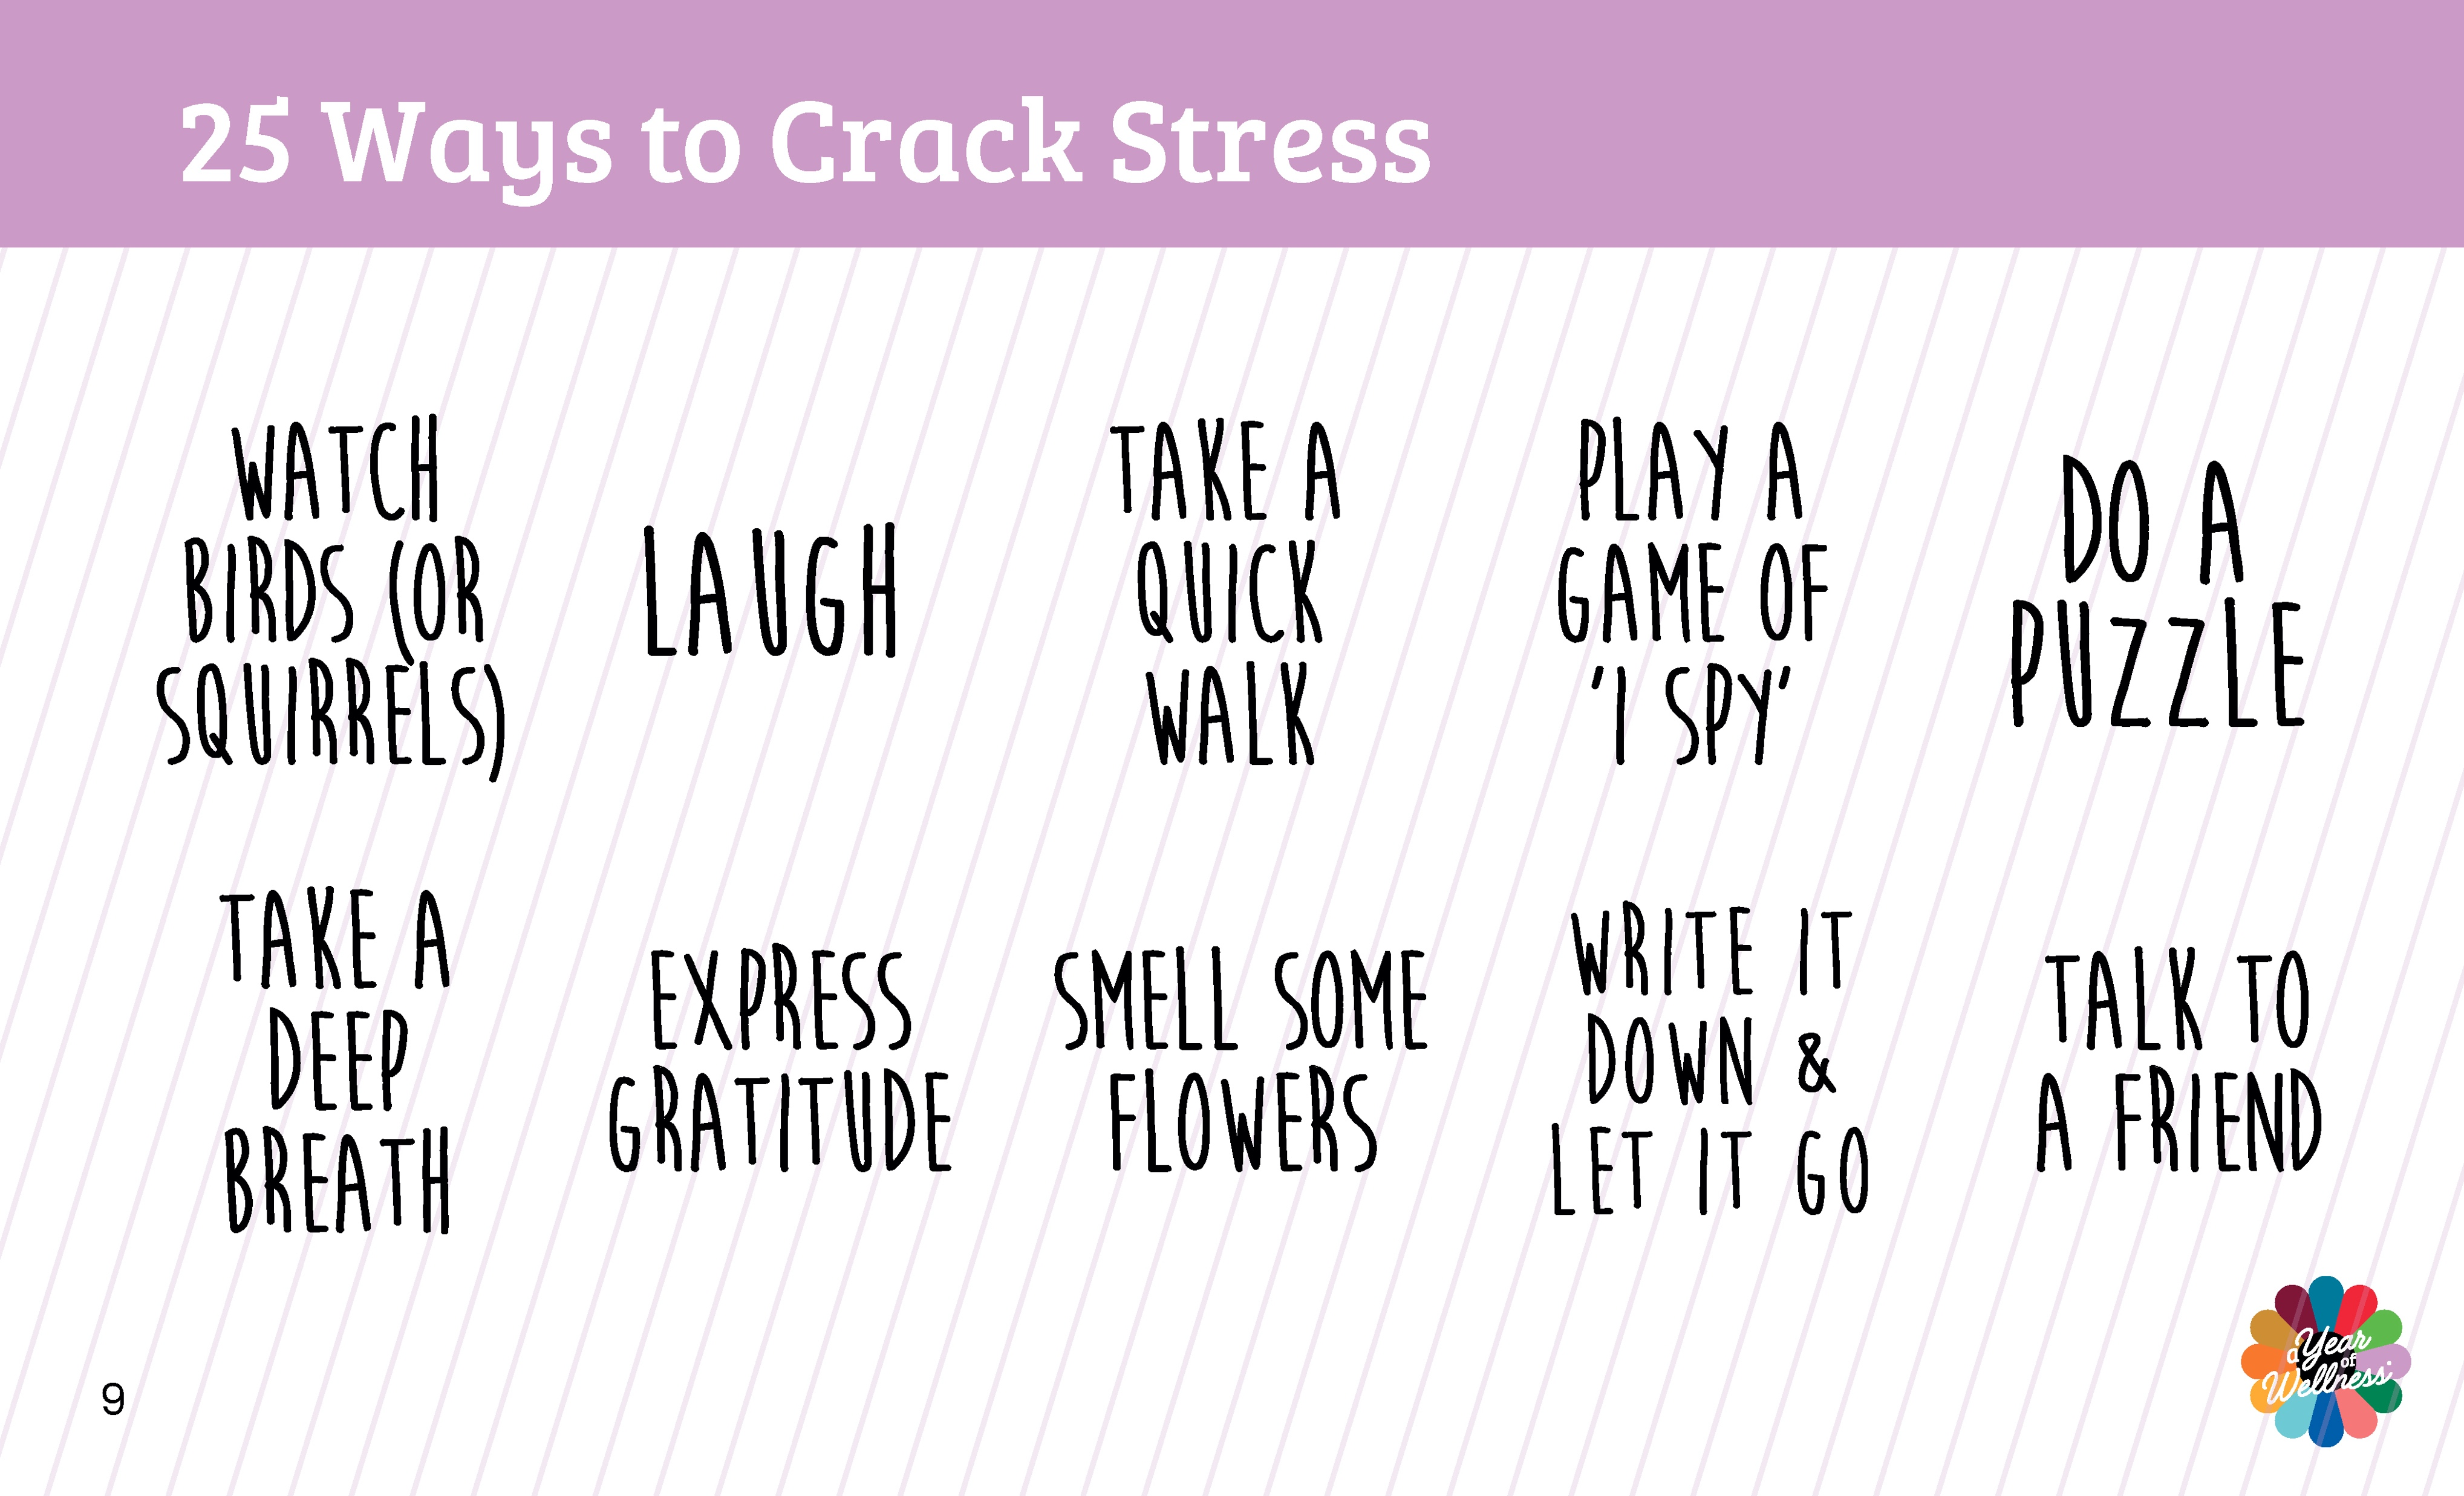 25 Ways to Crack Stress
WATCH
BIRDS (OR
SQUIRRELS)
LAUGH
TAKE A
QUICK
WALK
PLAY A
GAME OF
'I SPY'
DO A
PUZZLE
TAKE A
DEEP
BREATH
EXPRESS
GRATITUDE
SMELL SOME
FLOWERS
WRITE IT
DOWN &
LET IT GO
TALK TO
A FRIEND
a Year
of
Wellness
9